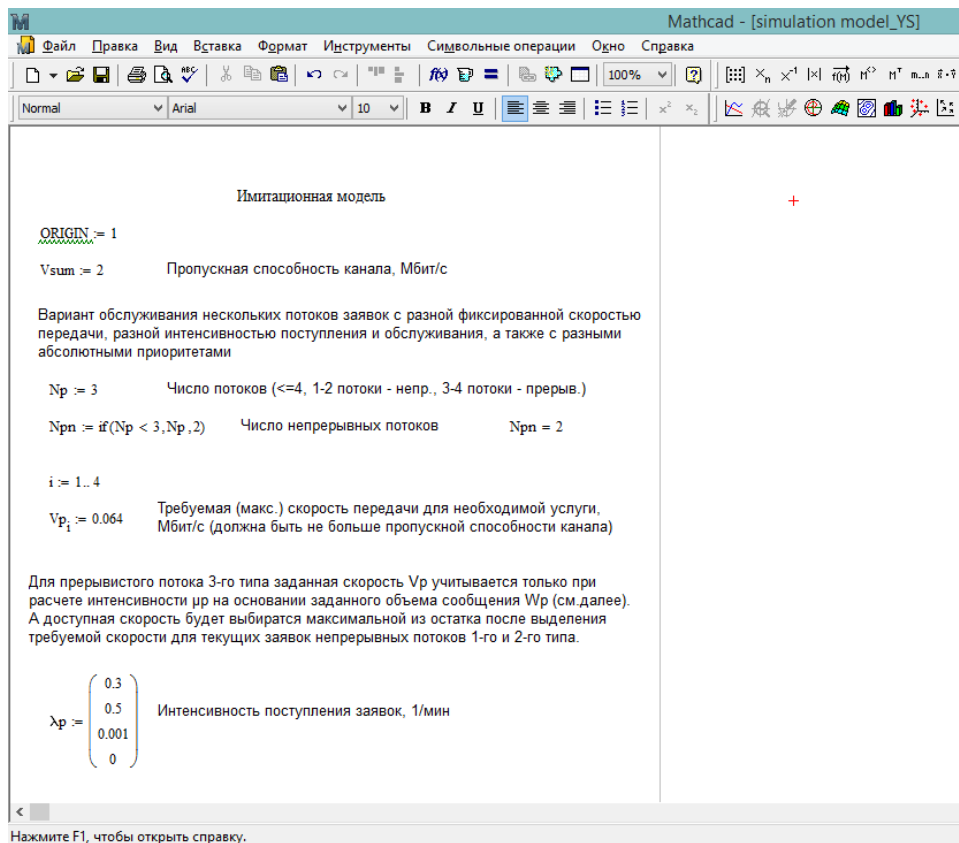 Mathcad - [simulation model_YS]
Файл Правка Вид Вставка Формат Инструменты Символьные операции Окно Справка
100%
Normal Arial 10 B I U
Имитационная модель
ORIGIN := 1
Vsum := 2 Пропускная способность канала, Мбит/с
Вариант обслуживания нескольких потоков заявок с разной фиксированной скоростью
передачи, разной интенсивностью поступления и обслуживания, а также с разными
абсолютными приоритетами
Np := 3 Число потоков (<=4, 1-2 потоки - непр., 3-4 потоки - прерыв.)
Npn := if(Np < 3,Np,2) Число непрерывных потоков Npn = 2
i := 1.. 4
Vp i := 0.064 Требуемая (макс.) скорость передачи для необходимой услуги,
Мбит/с (должна быть не больше пропускной способности канала)
Для прерывистого потока 3-го типа заданная скорость Vp учитывается только при
расчете интенсивности μp на основании заданного объема сообщения Wp (см.далее).
А доступная скорость будет выбиратся максимальной из остатка после выделения
требуемой скорости для текущих заявок непрерывных потоков 1-го и 2-го типа.
0.3
0.5
λp := Интенсивность поступления заявок, 1/мин
0.001
0
Нажмите F1, чтобы открыть справку.